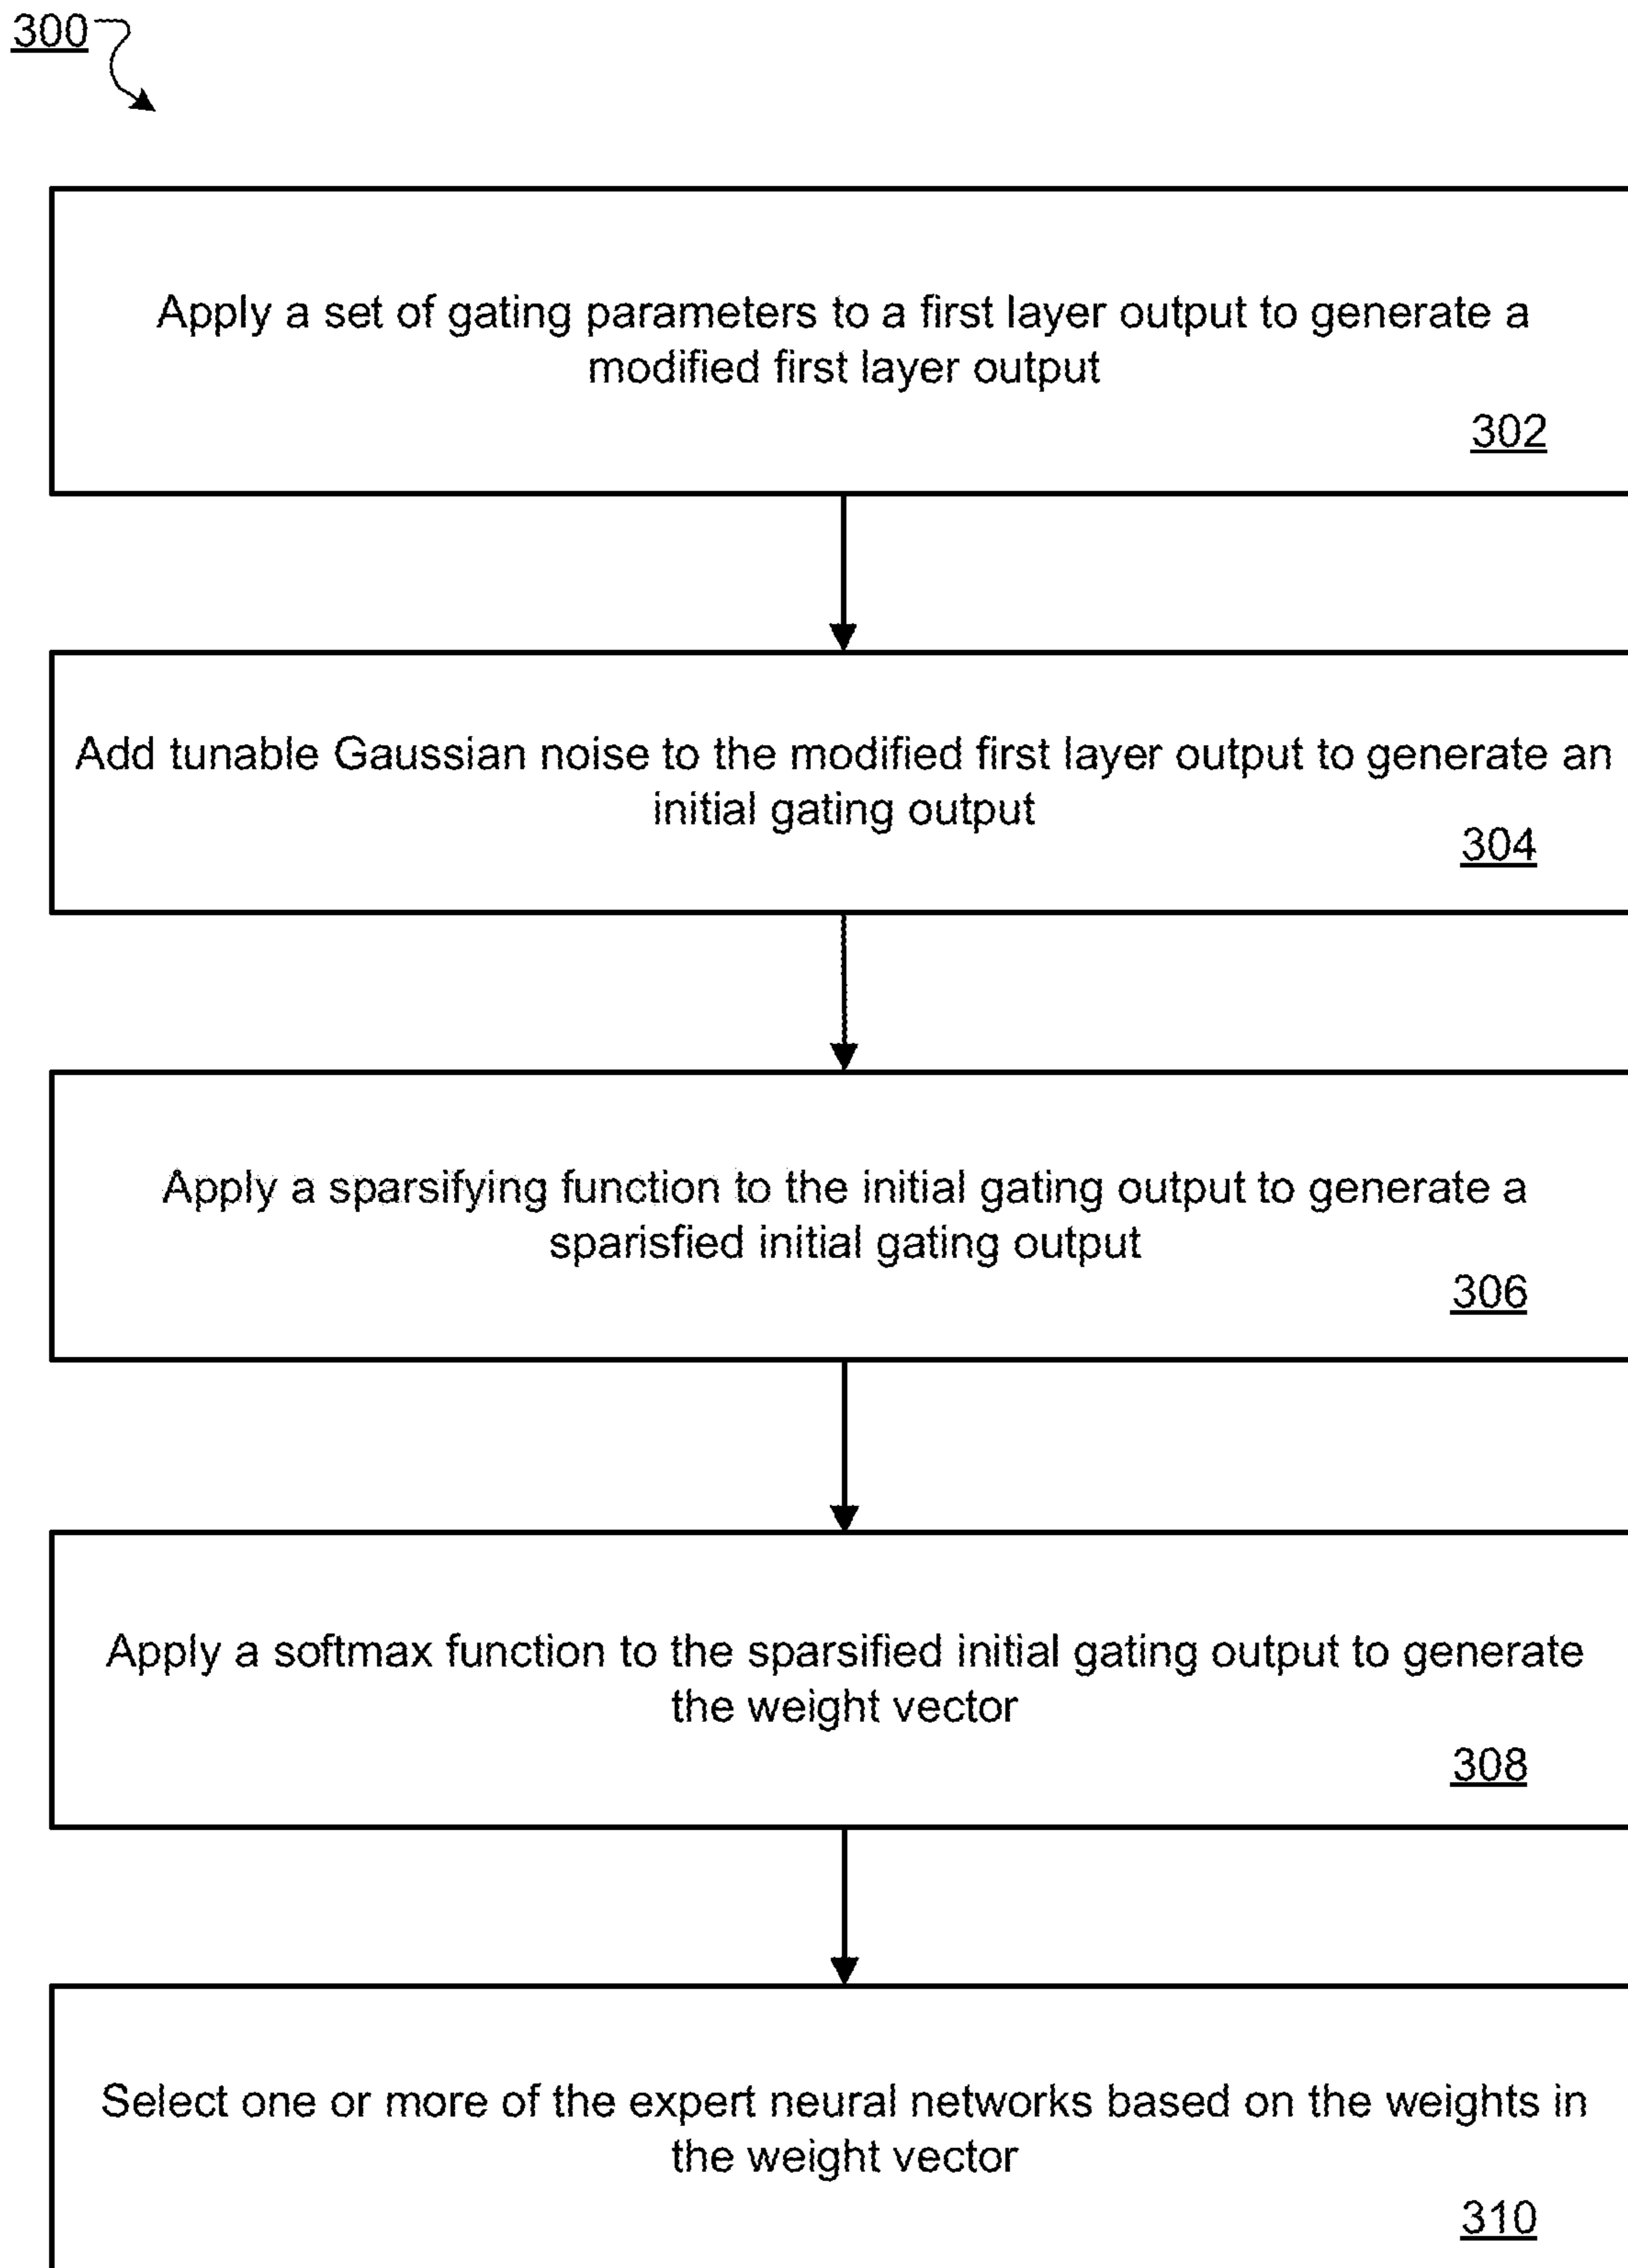 300
Apply a set of gating parameters to a first layer output to generate a
modified first layer output
302
Add tunable Gaussian noise to the modified first layer output to generate an
initial gating output
304
Apply a sparsifying function to the initial gating output to generate a
sparisfied initial gating output
306
Apply a softmax function to the sparsified initial gating output to generate
the weight vector
308
Select one or more of the expert neural networks based on the weights in
the weight vector
310